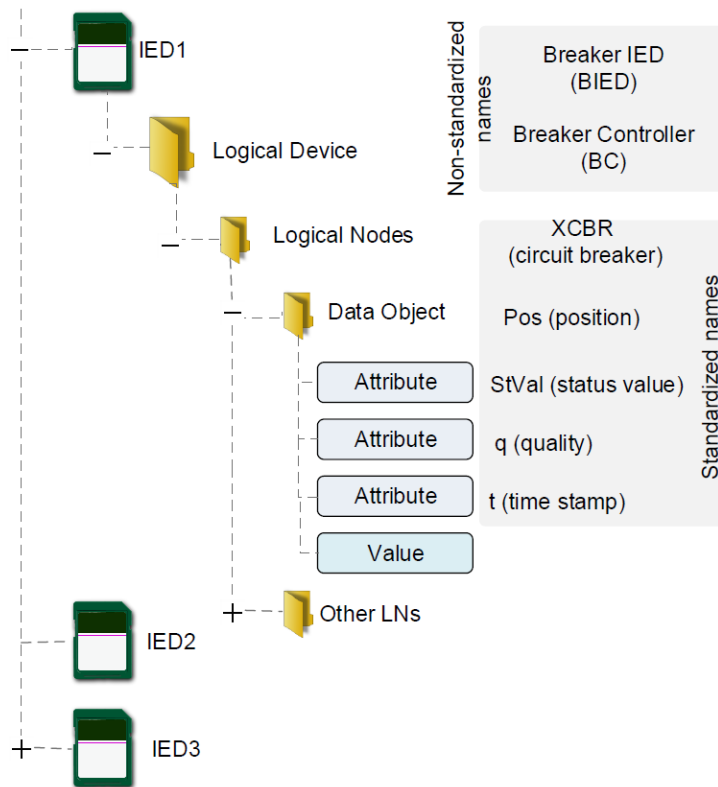 IED1
Non-standardized
names
Breaker IED
(BIED)
Breaker Controller
(BC)
Logical Device
Logical Nodes
XCBR
(circuit breaker)
Data Object
Pos (position)
Attribute
StVal (status value)
Attribute
q (quality)
Attribute
t (time stamp)
Standardized names
Value
Other LNs
IED2
IED3